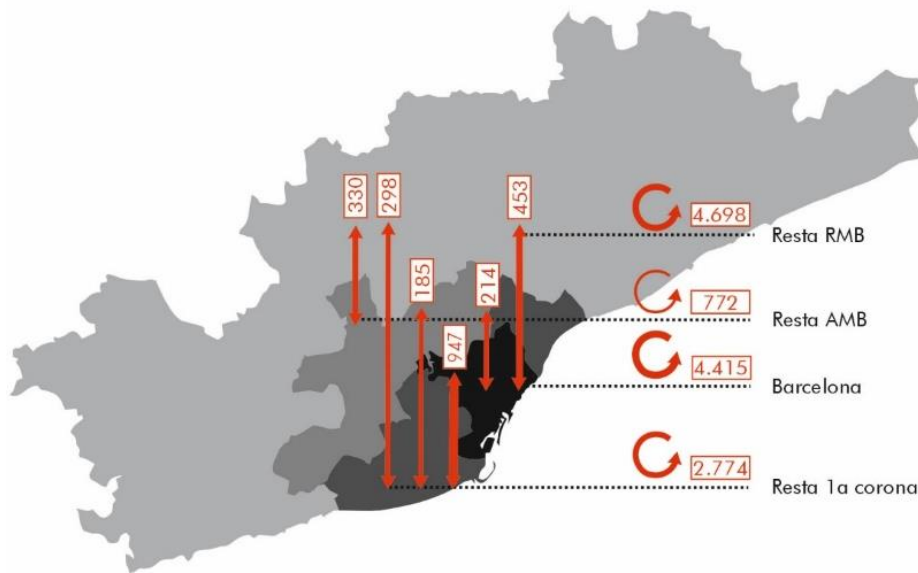 330
298
453
4.698
Resta RMB
185
214
772
Resta AMB
947
4.415
Barcelona
2.774
Resta 1a corona